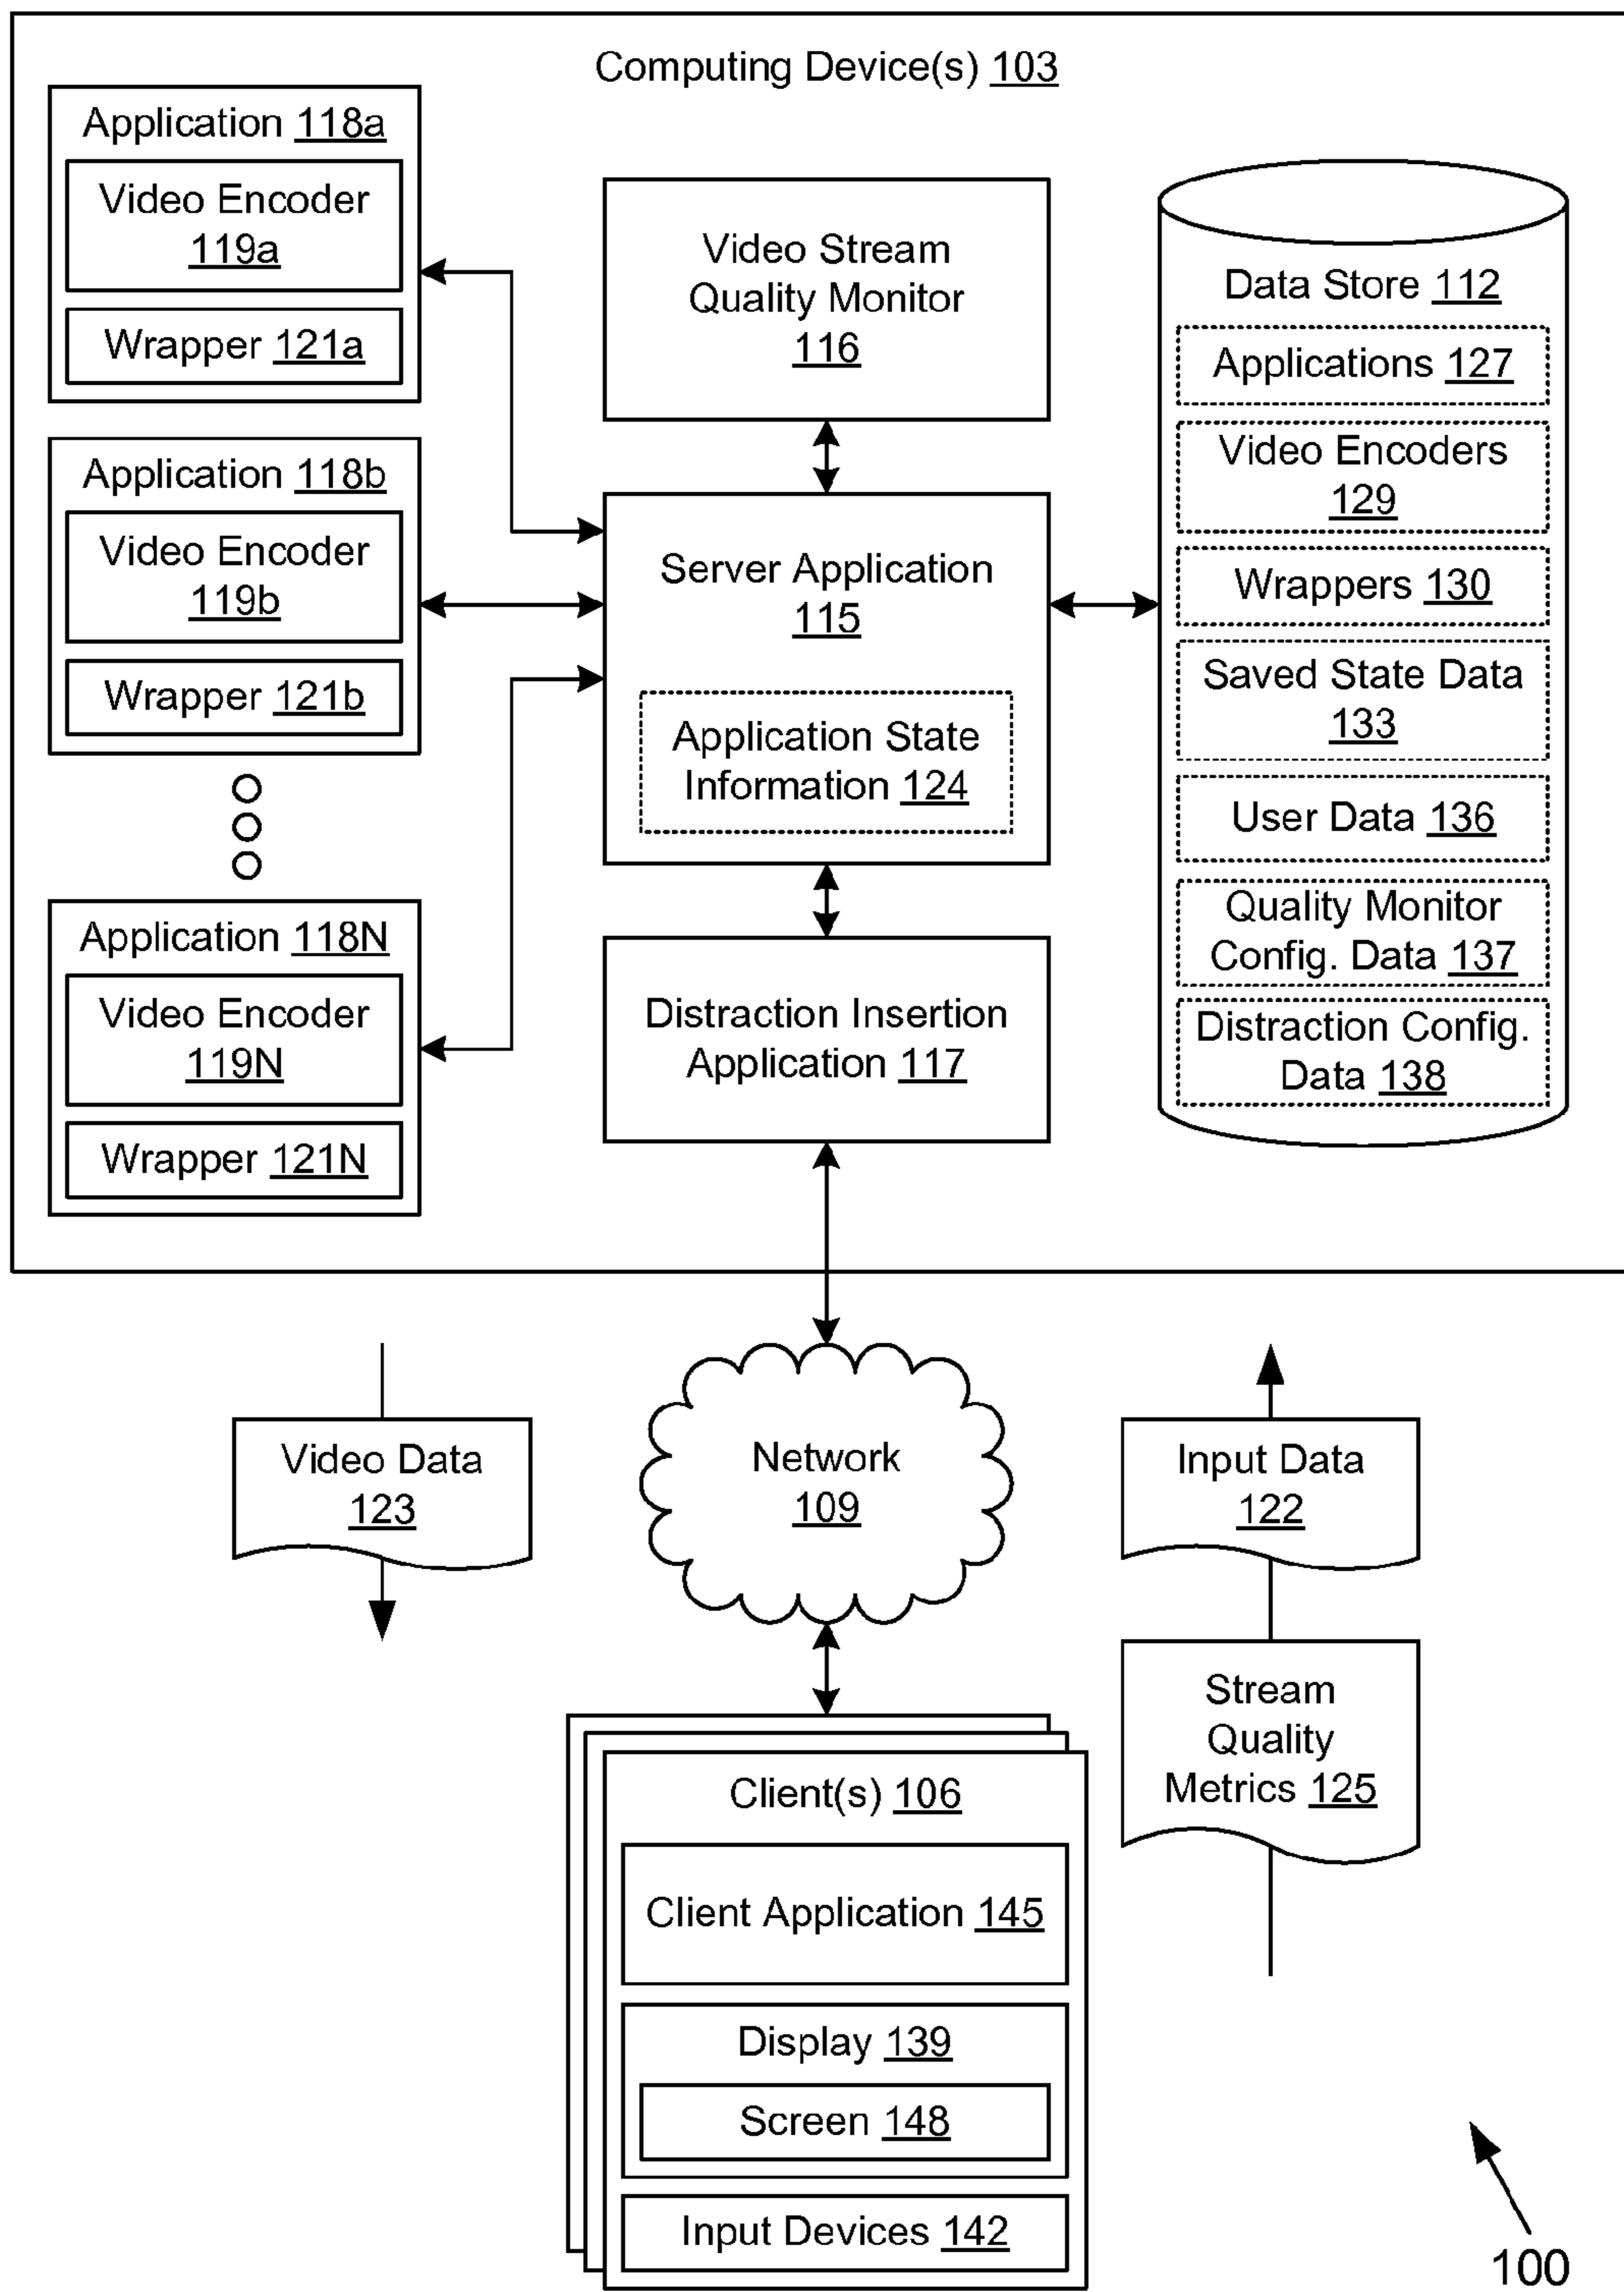 Computing Device(s) 103
Application 118a
Video Encoder
119a
Wrapper 121a
Application 118b
Video Encoder
119b
Wrapper 121b
Application 118N
Video Encoder
119N
Wrapper 121N
Video Stream
Quality Monitor
116
Server Application
115
Application State
Information 124
Distraction Insertion
Application 117
Data Store 112
Applications 127
Video Encoders
129
Wrappers 130
Saved State Data
133
User Data 136
Quality Monitor
Config. Data 137
Distraction Config.
Data 138
Video Data
123
Network
109
Input Data
122
Stream
Quality
Metrics 125
Client(s) 106
Client Application 145
Display 139
Screen 148
Input Devices 142
100